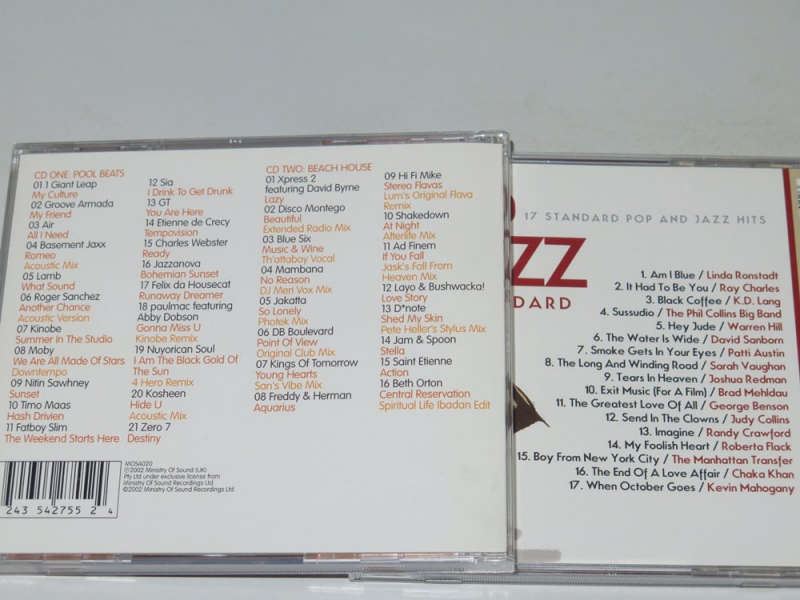 CD ONE: POOL BEATS
01 1 Giant Leap
My Culture
02 Groove Armada
My Friend
03 Air
All I Need
04 Basement Jaxx
Romeo
Acoustic Mix
05 Lamb
What Sound
06 Roger Sanchez
Another Chance
Acoustic Version
07 Kinobe
Summer In The Studio
08 Moby
We Are All Made Of Stars
Downtempo
09 Nitin Sawhney
Sunset
10 Timo Maas
Hash Driven
11 Fatboy Slim
The Weekend Starts Here
12 Sia
I Drink To Get Drunk
13 GT
You Are Here
14 Etienne de Crecy
Tempovision
15 Charles Webster
Ready
16 Jazzanova
Bohemian Sunset
17 Felix da Housecat
Runaway Dreamer
18 paulmac featuring
Abby Dobson
Gonna Miss U
Kinobe Remix
19 Nuyorican Soul
I Am The Black Gold Of
The Sun
4 Hero Remix
20 Kosheen
Hide U
Acoustic Mix
21 Zero 7
Destiny
CD TWO: BEACH HOUSE
01 Xpress 2
featuring David Byrne
Lazy
02 Disco Montego
Beautiful
Extended Radio Mix
03 Blue Six
Music & Wine
Th'attaboy Vocal
04 Mambana
No Reason
DJ Meri Vox Mix
05 Jakatta
So Lonely
Photek Mix
06 DB Boulevard
Point Of View
Original Club Mix
07 Kings Of Tomorrow
Young Hearts
San's Vibe Mix
08 Freddy & Herman
Aquarius
09 Hi Fi Mike
Stereo Flavas
Lum's Original Flava
Remix
10 Shakedown
At Night
Afterlife Mix
11 Ad Finem
If You Fall
Jask's Fall From
Heaven Mix
12 Layo & Bushwacka!
Love Story
13 D*note
Shed My Skin
Pete Heller's Stylus Mix
14 Jam & Spoon
Stella
15 Saint Etienne
Action
16 Beth Orton
Central Reservation
Spiritual Life Ibadan Edit
243 542755 2 4
MOSA020
℗2002 Ministry Of Sound (UK)
Pty Ltd under exclusive license from
Ministry Of Sound Recordings Ltd.
©2002 Ministry Of Sound Recordings Ltd.
17 STANDARD POP AND JAZZ HITS
ZZ
DARD
1. Am I Blue / Linda Ronstadt
2. It Had To Be You / Ray Charles
3. Black Coffee / K.D. Lang
4. Sussudio / The Phil Collins Big Band
5. Hey Jude / Warren Hill
6. The Water is Wide / David Sanborn
7. Smoke Gets In Your Eyes / Patti Austin
8. The Long And Winding Road / Sarah Vaughan
9. Tears In Heaven / Joshua Redman
10. Exit Music (For A Film) / Brad Mehldau
11. The Greatest Love Of All / George Benson
12. Send In The Clowns / Judy Collins
13. Imagine / Randy Crawford
14. My Foolish Heart / Roberta Flack
15. Boy From New York City / The Manhattan Transfer
16. The End Of A Love Affair / Chaka Khan
17. When October Goes / Kevin Mahogany